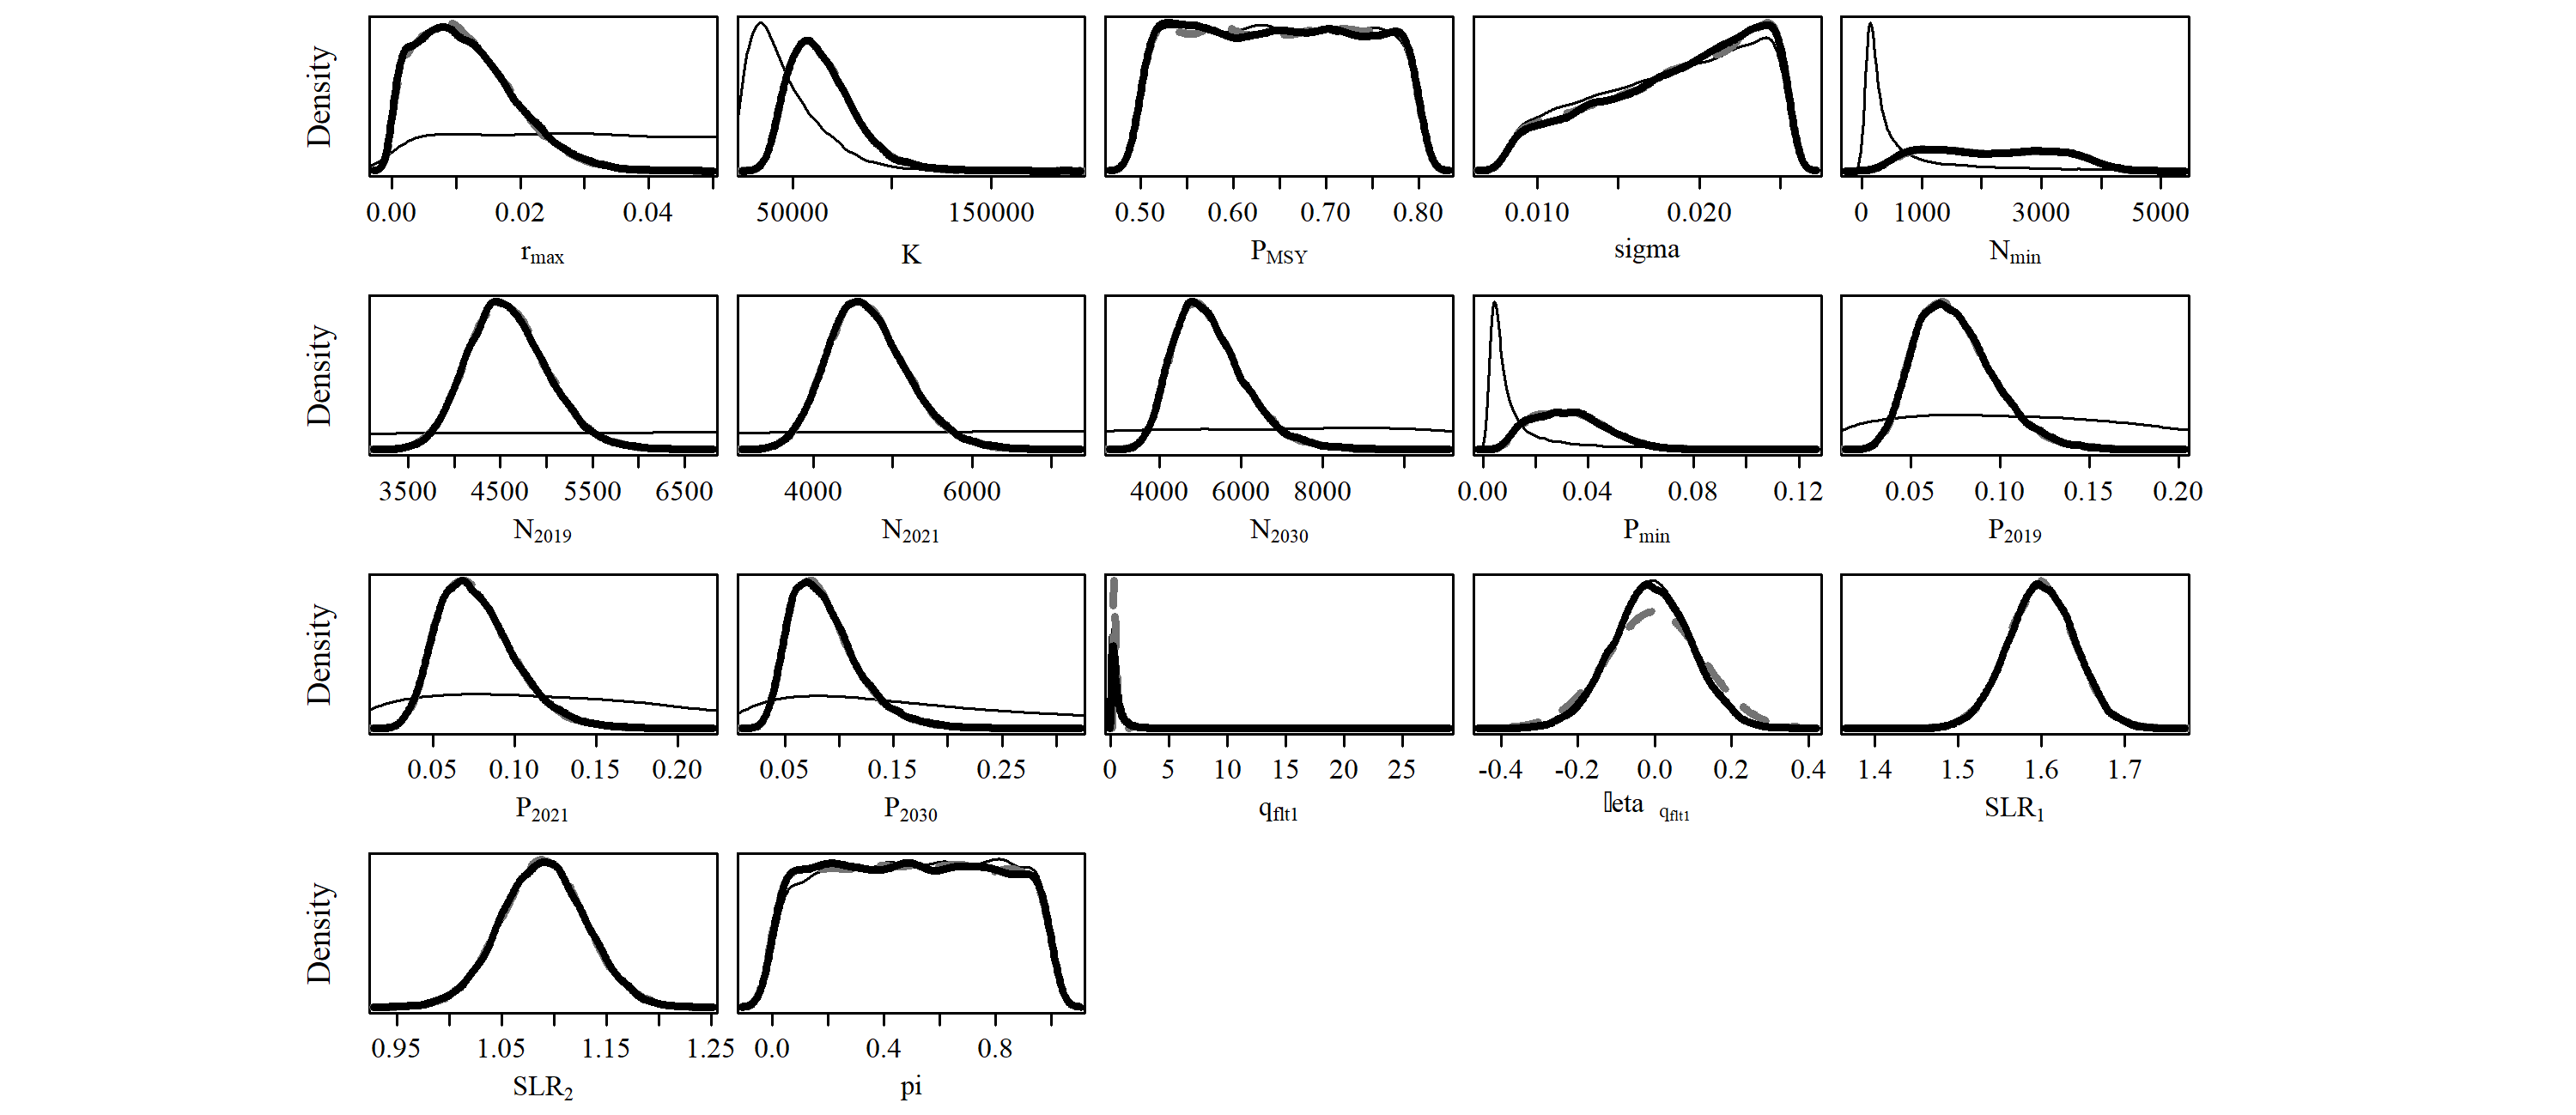 Density
0.00 0.02 0.04 50000 150000 0.50 0.60 0.70 0.80 0.010 0.020 0 1000 3000 5000
rmax K PMSY sigma Nmin
Density
3500 4500 5500 6500 4000 6000 4000 6000 8000 0.00 0.04 0.08 0.12 0.05 0.10 0.15 0.20
N2019 N2021 N2030 Pmin P2019
Density
0.05 0.10 0.15 0.20 0.05 0.15 0.25 0 5 10 15 20 25 -0.4 -0.2 0.0 0.2 0.4 1.4 1.5 1.6 1.7
P2021 P2030 qflt1 ▯eta qflt1 SLR1
Density
0.95 1.05 1.15 1.25 0.0 0.4 0.8
SLR2 pi